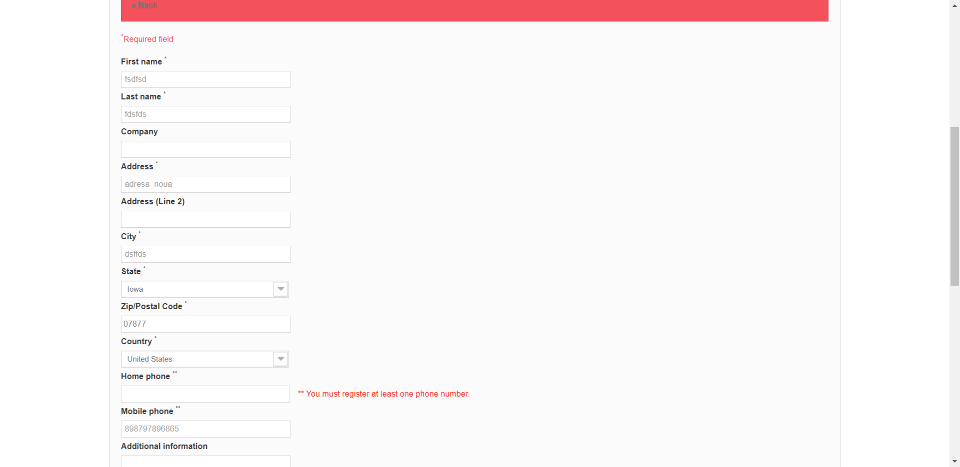 « Back
*Required field
First name *
fsdfsd
Last name *
fdsfds
Company
Address *
adresa noua
Address (Line 2)
City *
dsffds
State *
Iowa
Zip/Postal Code *
07877
Country *
United States
Home phone **
** You must register at least one phone number.
Mobile phone **
898797896865
Additional information